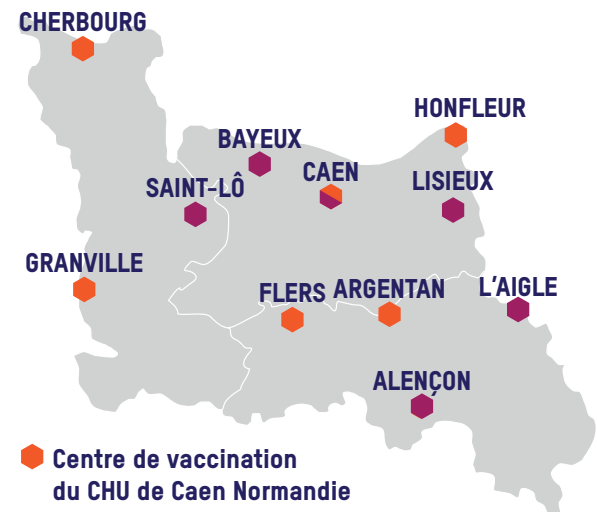 CHERBOURG
HONFLEUR
BAYEUX
CAEN
LISIEUX
SAINT-LÔ
GRANVILLE
FLERS
ARGENTAN
L'AIGLE
ALENÇON
Centre de vaccination
du CHU de Caen Normandie